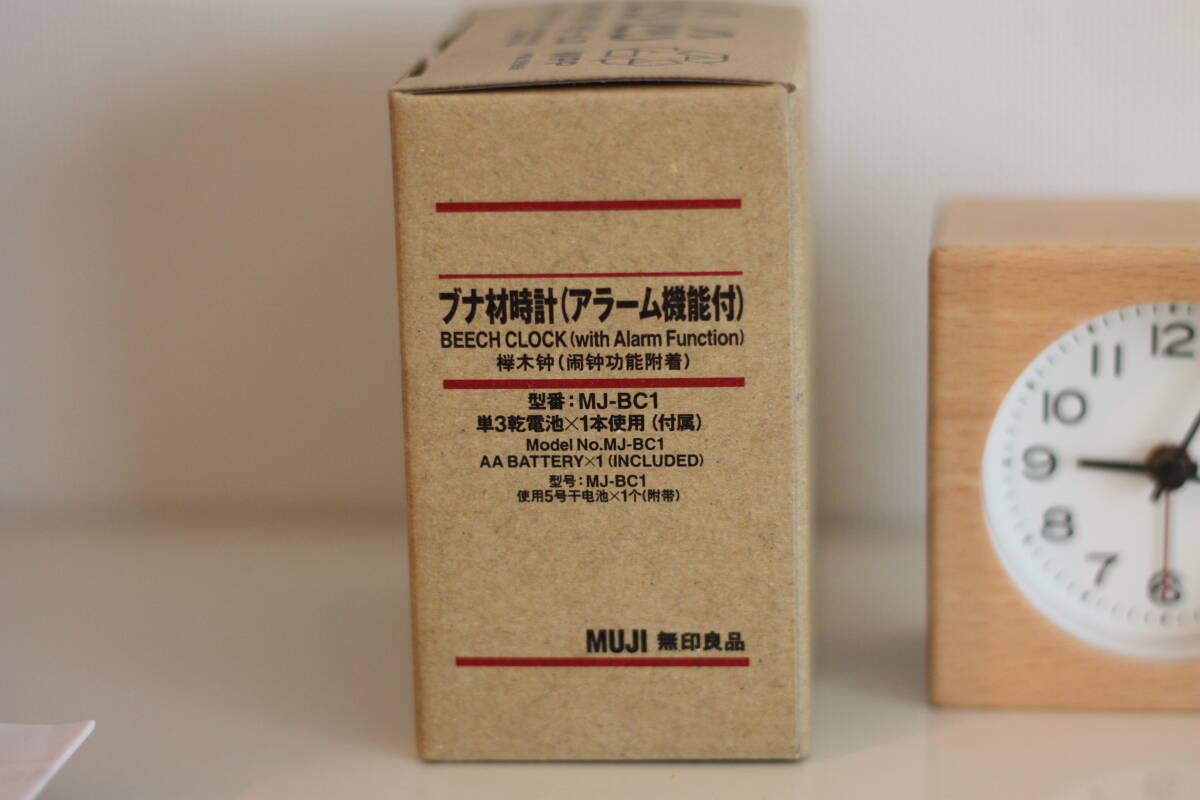 ブナ材時計(アラーム機能付)
BEECH CLOCK (with Alarm Function)
榉木钟(闹钟功能附着)
型番:MJ-BC1
単3乾電池×1本使用(付属)
Model No.MJ-BC1
AA BATTERY×1 (INCLUDED)
型号:MJ-BC1
使用5号干电池×1个(附带)
MUJI 無印良品
12
11
10
9
8
7
6